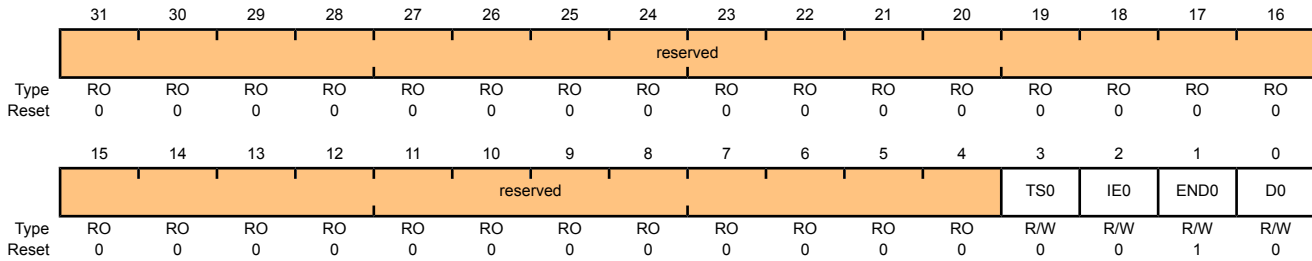 31 30 29 28 27 26 25 24 23 22 21 20 19 18 17 16
reserved
Type RO RO RO RO RO RO RO RO RO RO RO RO RO RO RO RO
Reset 0 0 0 0 0 0 0 0 0 0 0 0 0 0 0 0
15 14 13 12 11 10 9 8 7 6 5 4 3 2 1 0
reserved TS0 IE0 END0 D0
Type RO RO RO RO RO RO RO RO RO RO RO RO R/W R/W R/W R/W
Reset 0 0 0 0 0 0 0 0 0 0 0 0 0 0 1 0